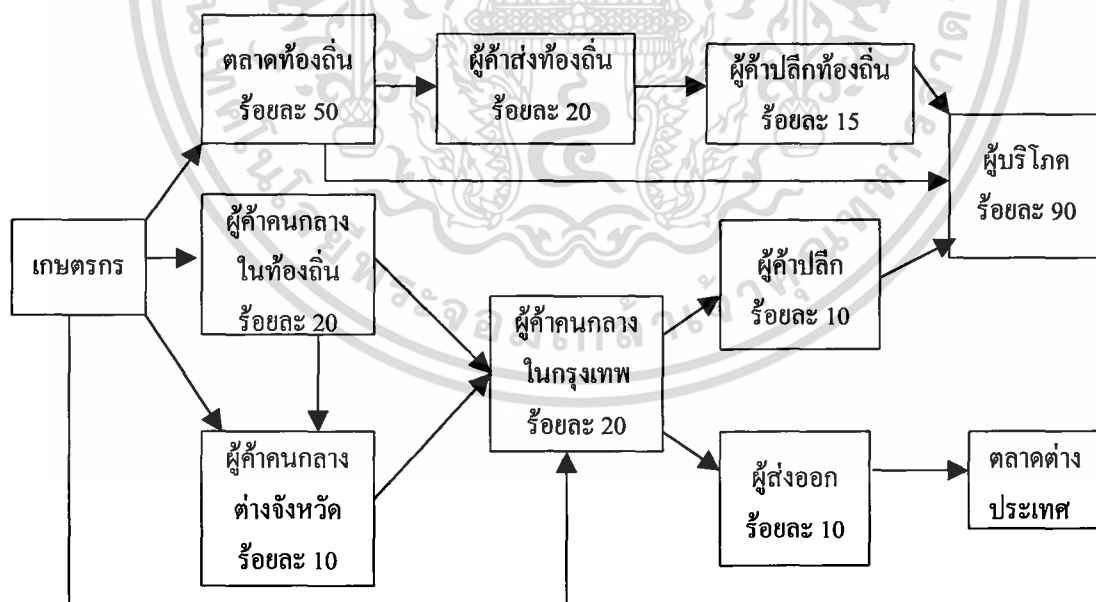 ตลาดท้องถิ่น
ร้อยละ 50
ผู้ค้าส่งท้องถิ่น
ร้อยละ 20
ผู้ค้าปลีกท้องถิ่น
ร้อยละ 15
ผู้บริโภค
ร้อยละ 90
เกษตรกร
ผู้ค้าคนกลาง
ในท้องถิ่น
ร้อยละ 20
ผู้ค้าคนกลาง
ในกรุงเทพ
ร้อยละ 20
ผู้ค้าปลีก
ร้อยละ 10
ผู้ค้าคนกลาง
ต่างจังหวัด
ร้อยละ 10
ผู้ส่งออก
ร้อยละ 10
ตลาดต่าง
ประเทศ